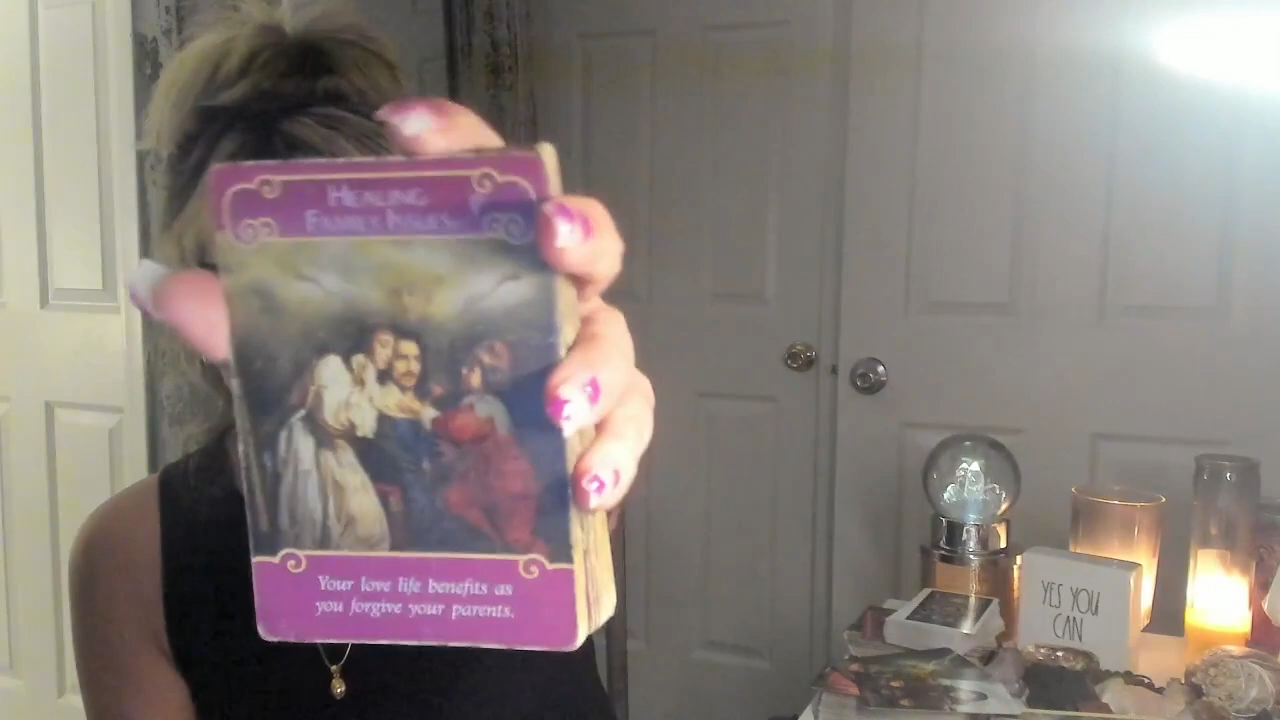 HEALING
FAMILY ISSUES
Your love life benefits as
you forgive your parents.
YES YOU
CAN